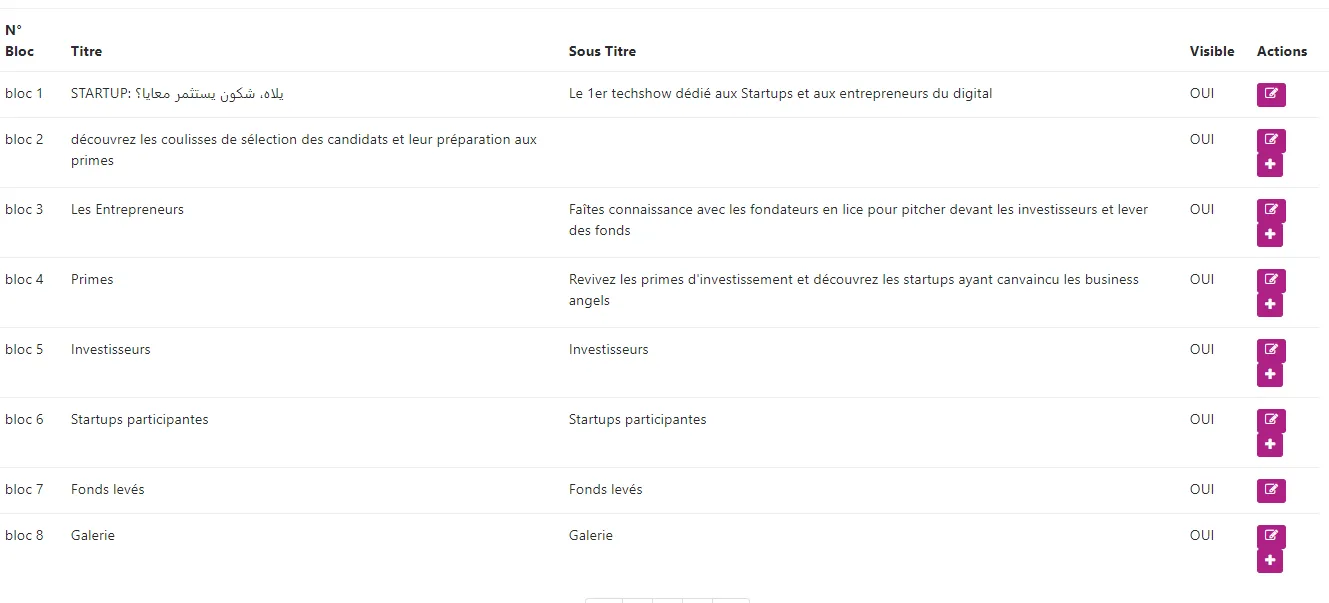 N°
Bloc Titre Sous Titre Visible Actions
bloc 1 STARTUP: يلاه، شكون يستثمر معايا؟ Le 1er techshow dédié aux Startups et aux entrepreneurs du digital OUI
bloc 2 découvrez les coulisses de sélection des candidats et leur préparation aux OUI
primes
bloc 3 Les Entrepreneurs Faîtes connaissance avec les fondateurs en lice pour pitcher devant les investisseurs et lever OUI
des fonds
bloc 4 Primes Revivez les primes d'investissement et découvrez les startups ayant canvaincu les business OUI
angels
bloc 5 Investisseurs Investisseurs OUI
bloc 6 Startups participantes Startups participantes OUI
bloc 7 Fonds levés Fonds levés OUI
bloc 8 Galerie Galerie OUI